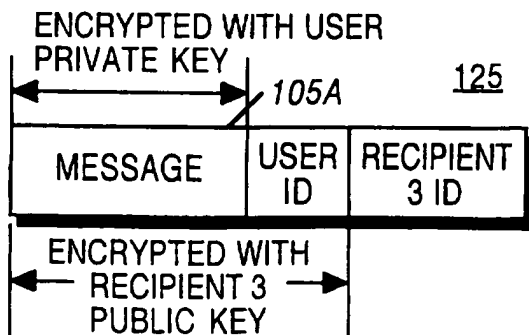 ENCRYPTED WITH USER
PRIVATE KEY
105A
125
MESSAGE
USER
ID
RECIPIENT
3 ID
ENCRYPTED WITH
RECIPIENT 3
PUBLIC KEY